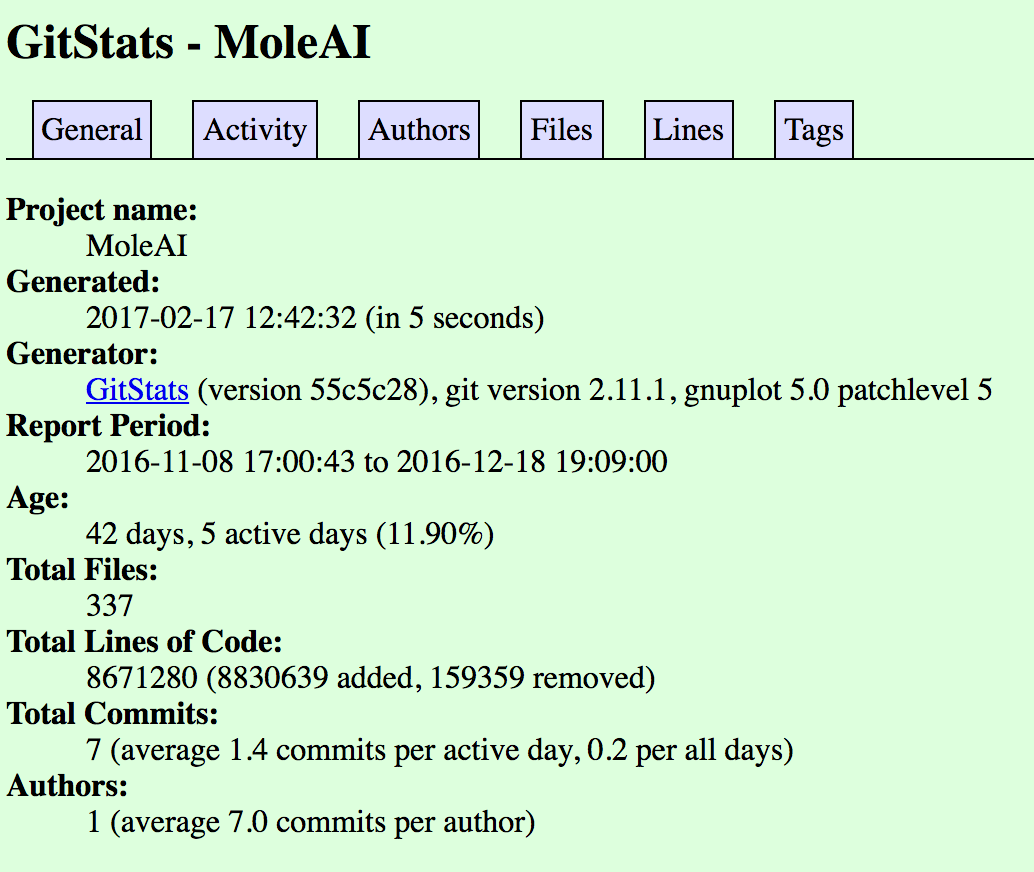 GitStats - MoleAI
General Activity Authors Files Lines Tags
Project name:
MoleAI
Generated:
2017-02-17 12:42:32 (in 5 seconds)
Generator:
GitStats (version 55c5c28), git version 2.11.1, gnuplot 5.0 patchlevel 5
Report Period:
2016-11-08 17:00:43 to 2016-12-18 19:09:00
Age:
42 days, 5 active days (11.90%)
Total Files:
337
Total Lines of Code:
8671280 (8830639 added, 159359 removed)
Total Commits:
7 (average 1.4 commits per active day, 0.2 per all days)
Authors:
1 (average 7.0 commits per author)